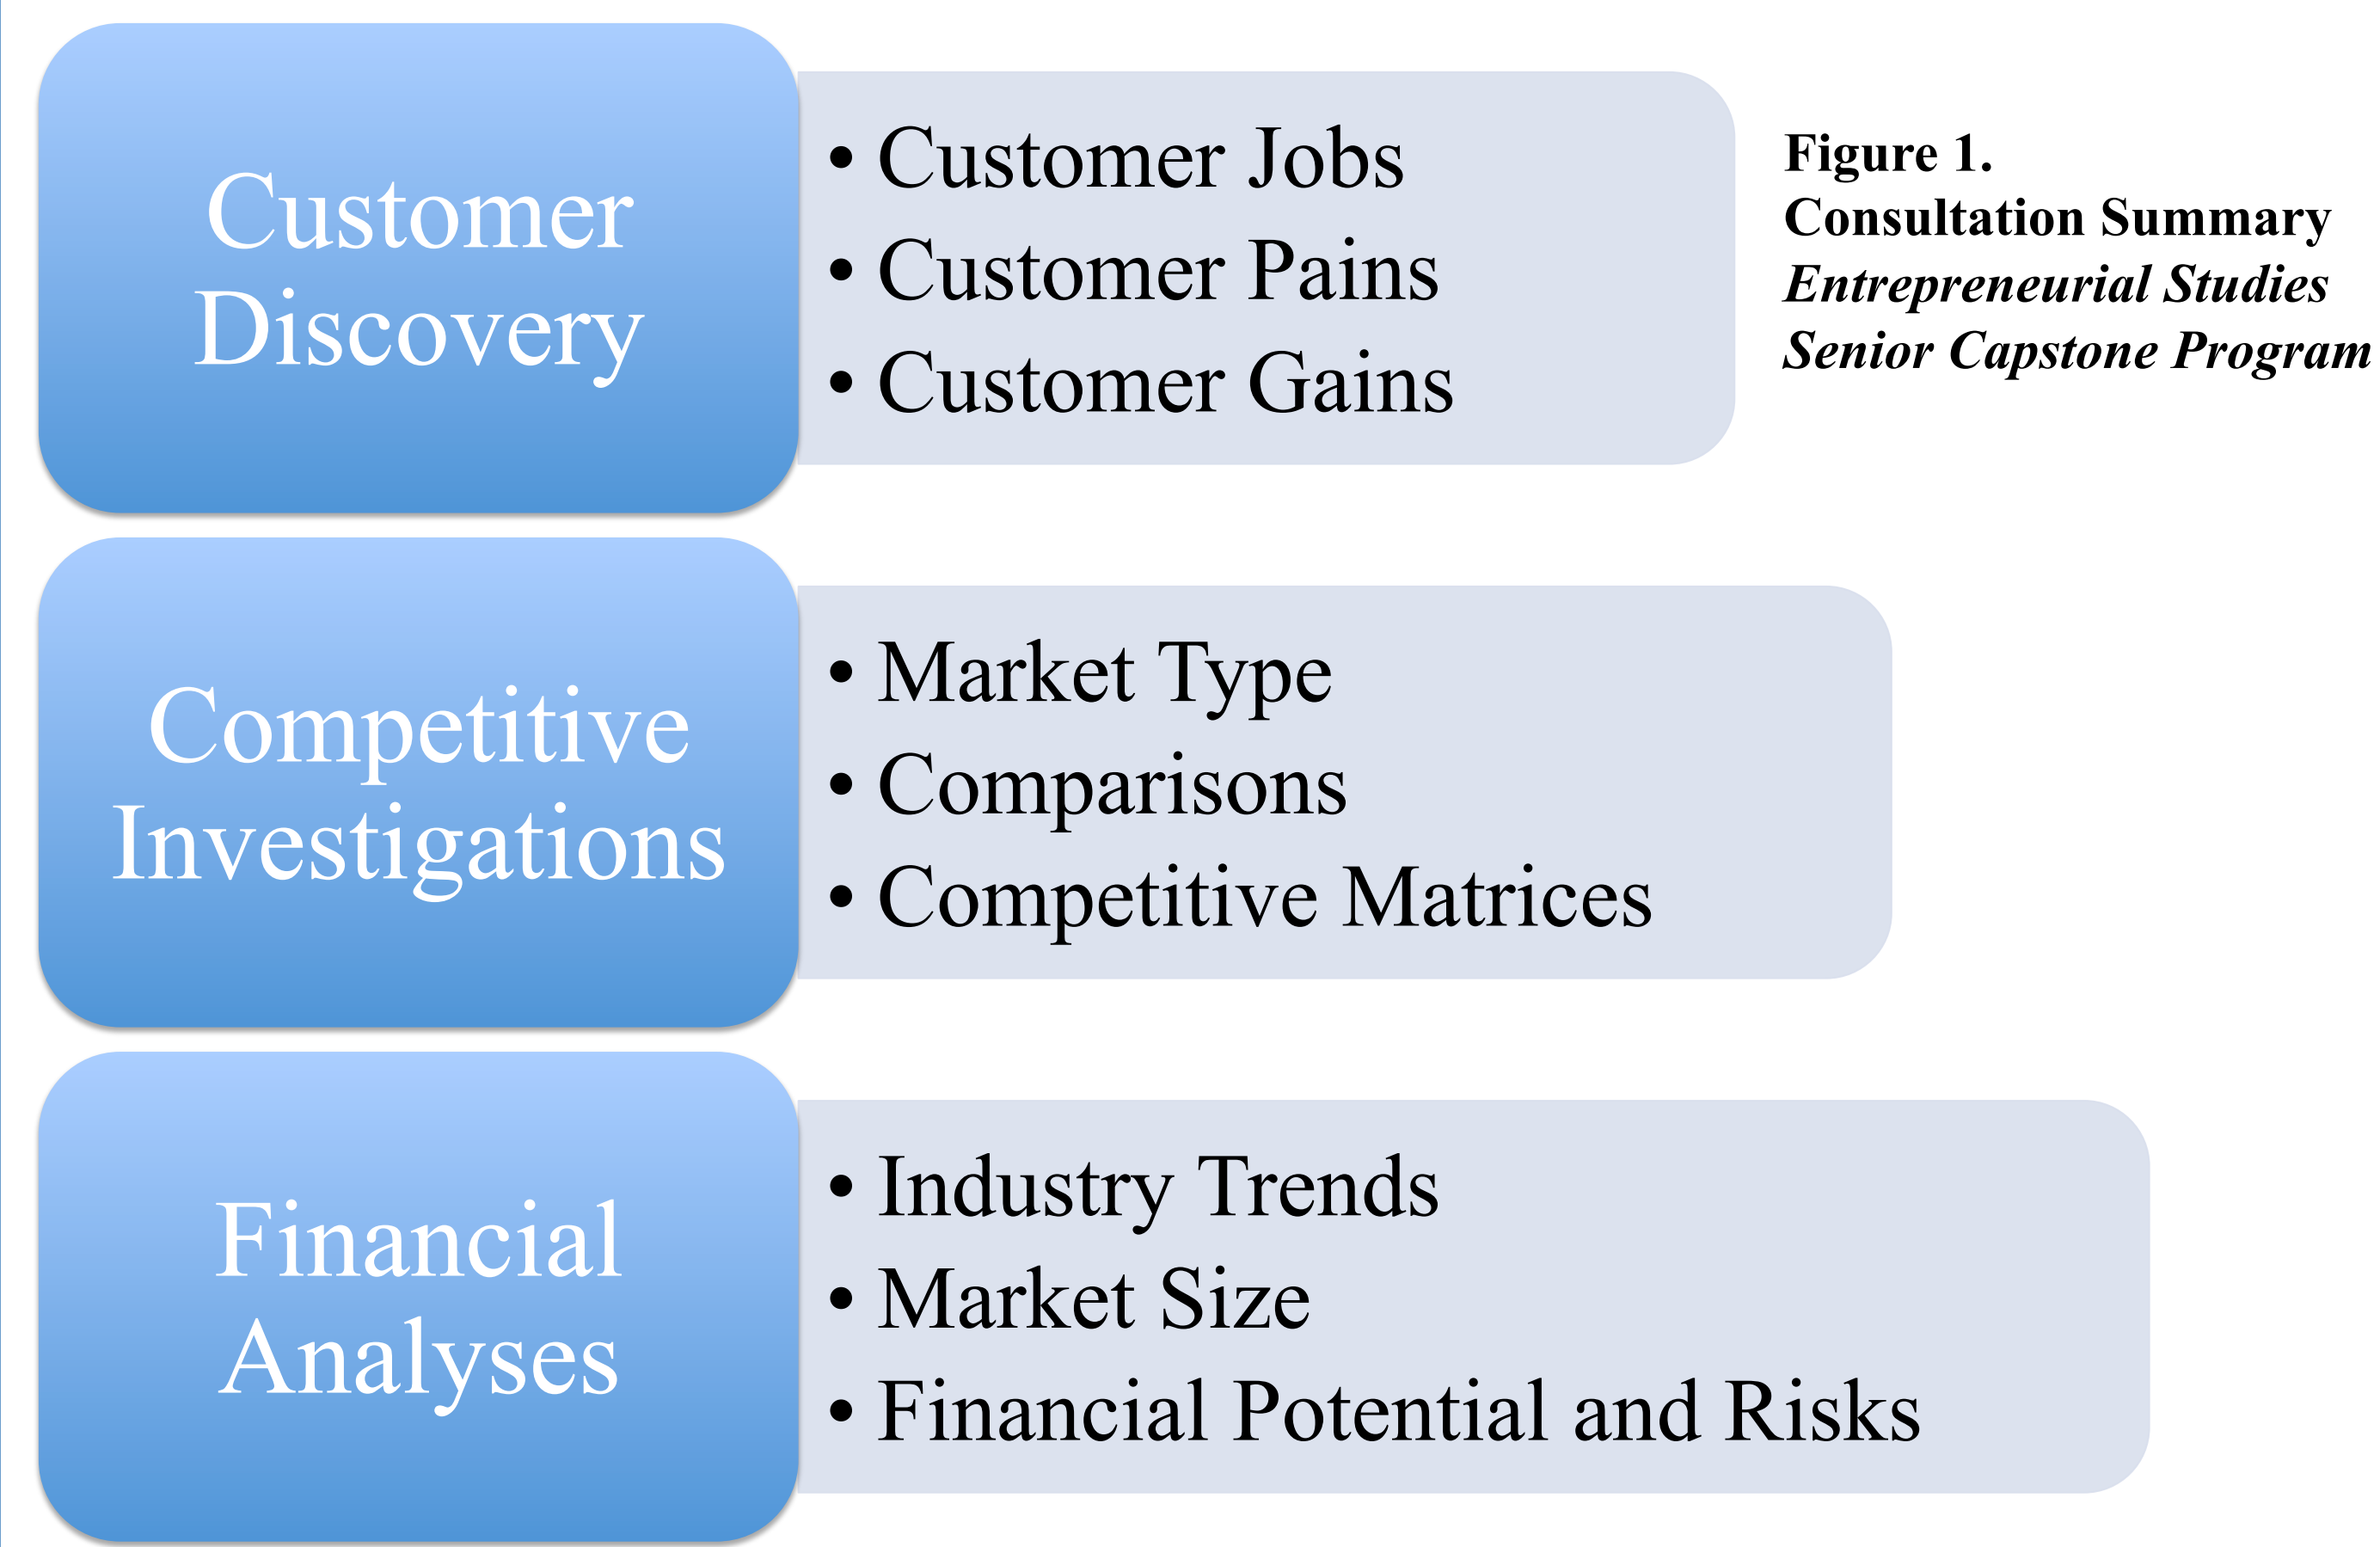 Customer
Discovery
• Customer Jobs
• Customer Pains
• Customer Gains
Figure 1.
Consultation Summary
Entrepreneurial Studies
Senior Capstone Program
Competitive
Investigations
• Market Type
• Comparisons
• Competitive Matrices
Financial
Analyses
• Industry Trends
• Market Size
• Financial Potential and Risks